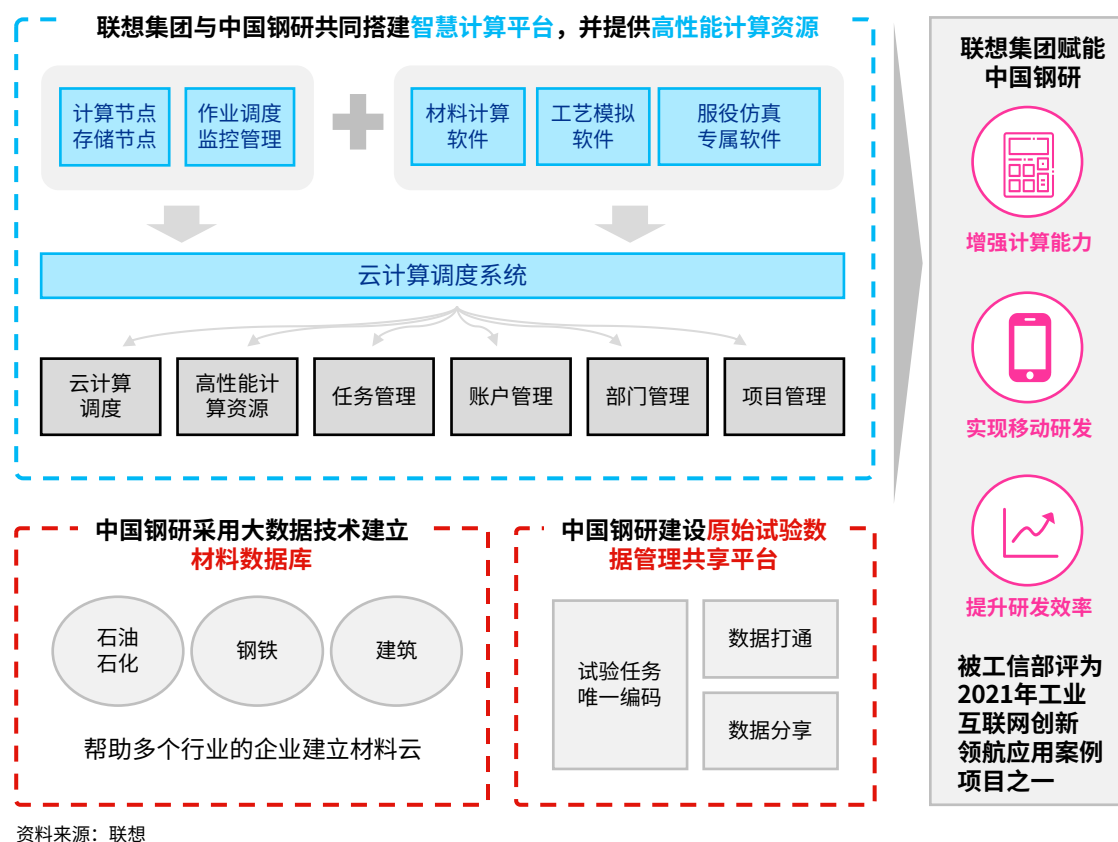 联想集团与中国钢研共同搭建智慧计算平台，并提供高性能计算资源
计算节点
存储节点
作业调度
监控管理
材料计算
软件
工艺模拟
软件
服役仿真
专属软件
云计算调度系统
云计算
调度
高性能计
算资源
任务管理
账户管理
部门管理
项目管理
中国钢研采用大数据技术建立
材料数据库
石油
石化
钢铁
建筑
帮助多个行业的企业建立材料云
中国钢研建设原始试验数
据管理共享平台
试验任务
唯一编码
数据打通
数据分享
联想集团赋能
中国钢研
增强计算能力
实现移动研发
提升研发效率
被工信部评为
2021年工业
互联网创新
领航应用案例
项目之一
资料来源：联想